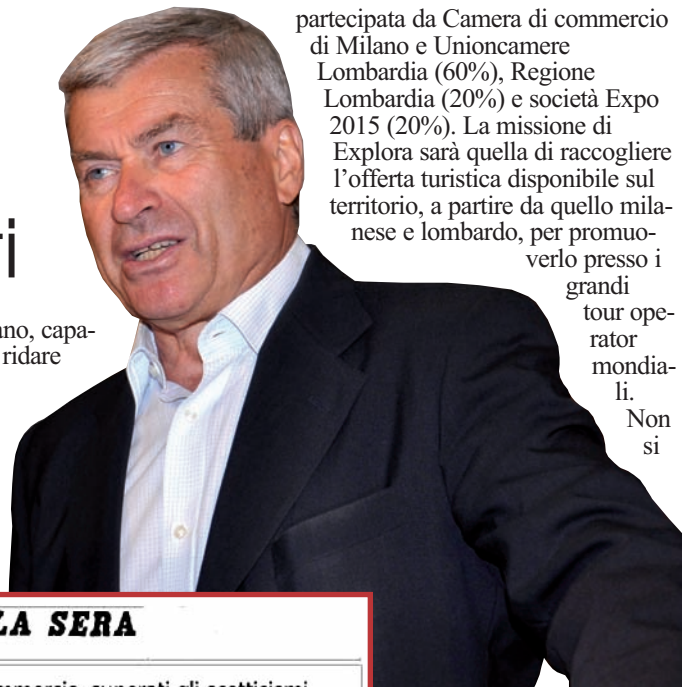 ri
ano, capa-
ridare
partecipata da Camera di commercio
di Milano e Unioncamere
Lombardia (60%), Regione
Lombardia (20%) e società Expo
2015 (20%). La missione di
Explora sarà quella di raccogliere
l'offerta turistica disponibile sul
territorio, a partire da quello mila-
nese e lombardo, per promuo-
verlo presso i
grandi
tour ope-
rator
mondia-
li.
Non
si
LA SERA